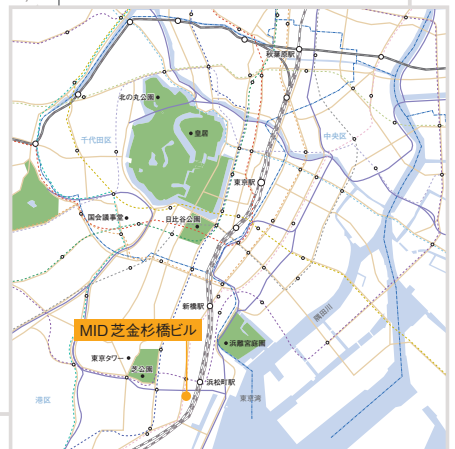 秋葉原駅
北の丸公園
皇居
千代田区
中央区
東京駅
国会議事堂
日比谷公園
新橋駅
隅田川
MID 芝金杉橋ビル
浜離宮庭園
東京タワー
芝公園
浜松町駅
港区
東京湾